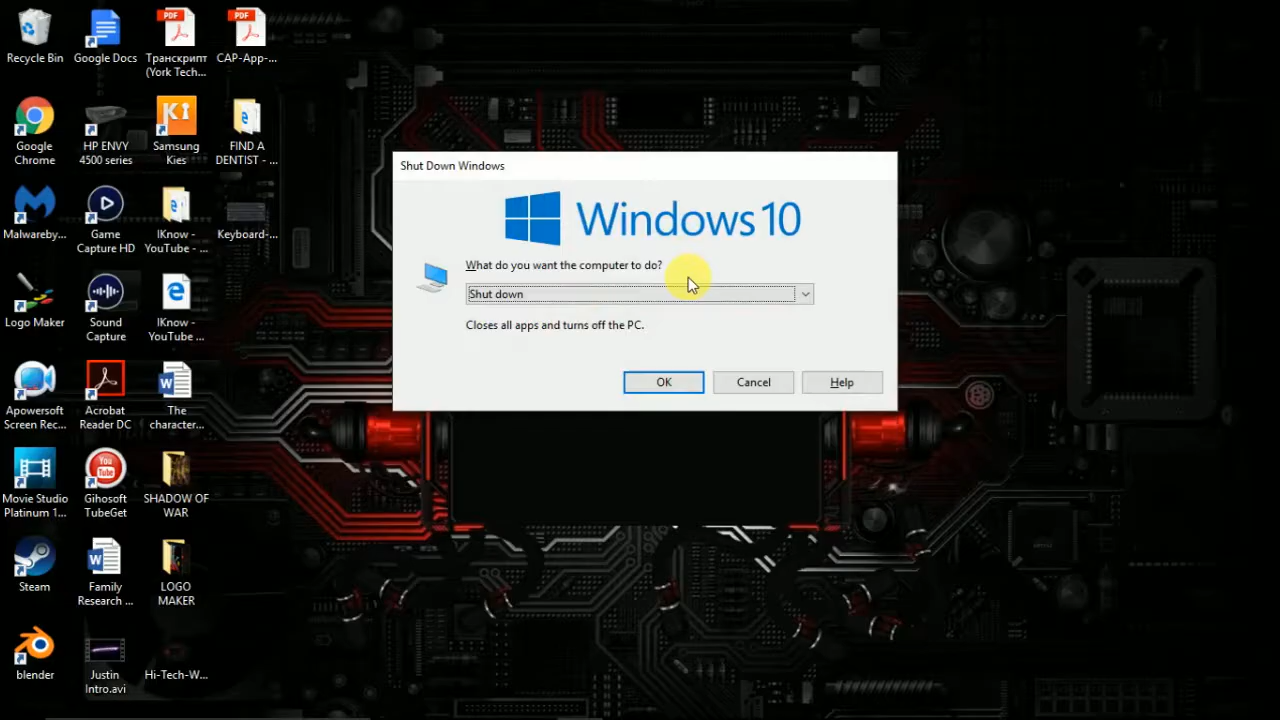 Recycle Bin
Google Docs
Транскрипт
(York Tech...
CAP-App-...
Google
Chrome
HP ENVY
4500 series
Samsung
Kies
FIND A
DENTIST - ...
Malwareby...
Game
Capture HD
IKnow -
YouTube - ...
Keyboard-...
Logo Maker
Sound
Capture
IKnow -
YouTube - ...
Apowersoft
Screen Rec...
Acrobat
Reader DC
The
character...
Movie Studio
Platinum 1...
Gihosoft
TubeGet
SHADOW OF
WAR
Steam
Family
Research ...
LOGO
MAKER
blender
Justin
Intro.avi
Hi-Tech-W...
Shut Down Windows
Windows 10
What do you want the computer to do?
Shut down
Closes all apps and turns off the PC.
OK
Cancel
Help